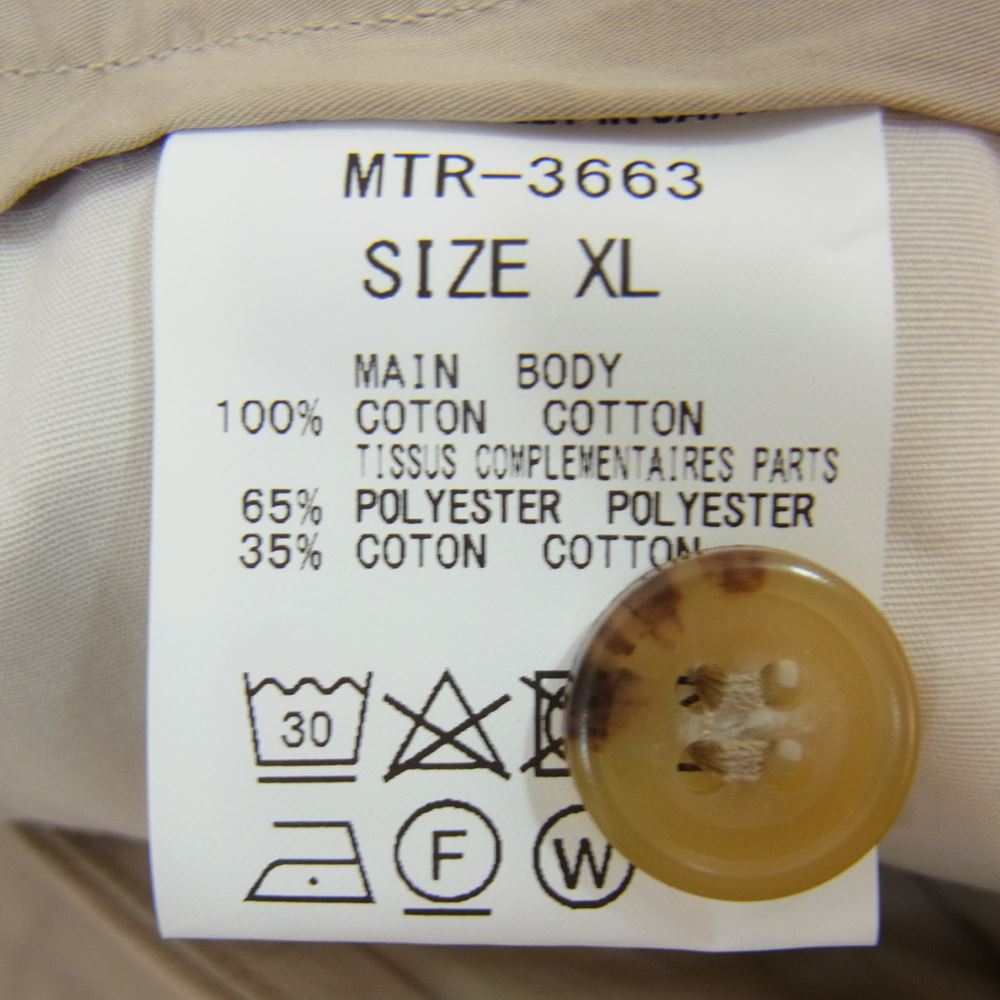 MTR-3663
SIZE XL
MAIN BODY
100% COTON COTTON
TISSUS COMPLEMENTAIRES PARTS
65% POLYESTER POLYESTER
35% COTON COTTON
30
F
W